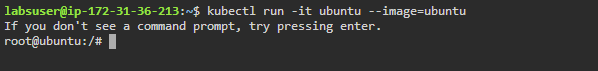 labsuser@ip-172-31-36-213:~$ kubectl run -it ubuntu --image=ubuntu
If you don't see a command prompt, try pressing enter.
root@ubuntu:/#